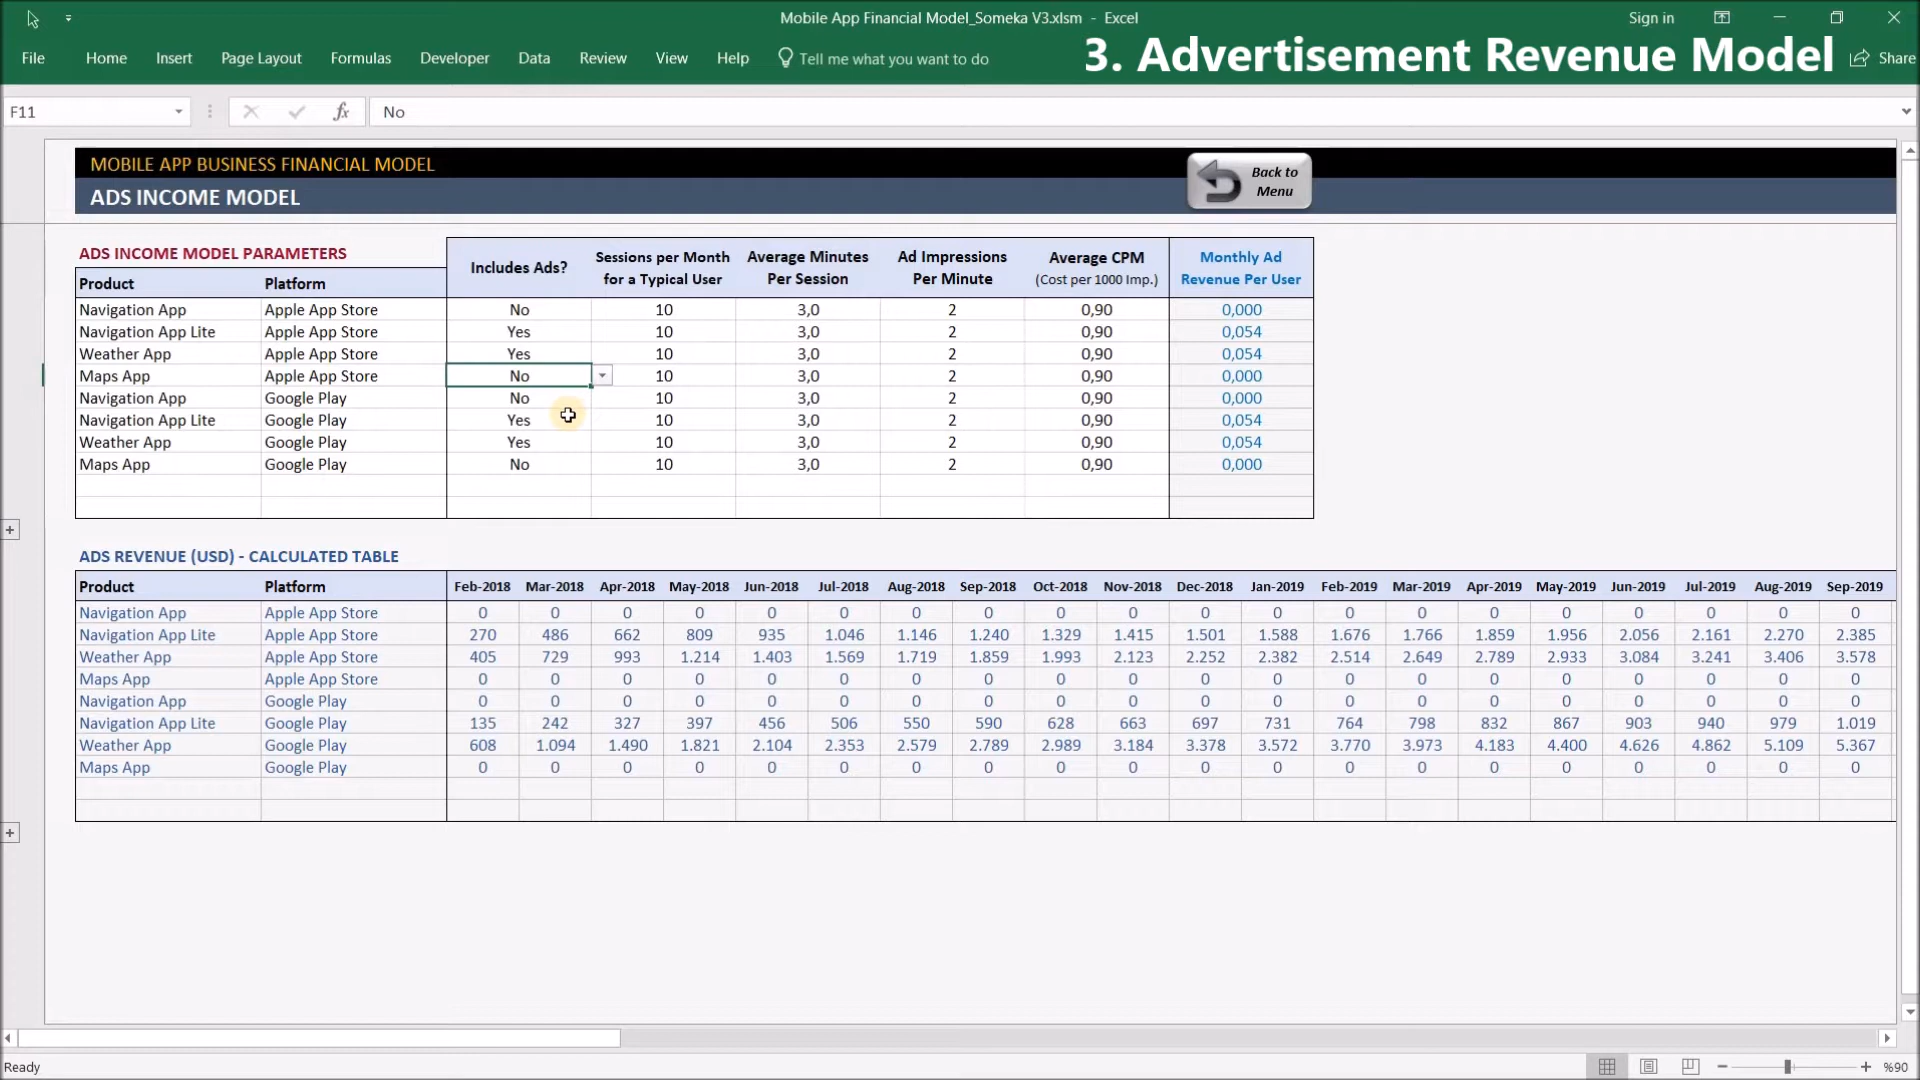 Mobile App Financial Model_Someka V3.xlsm - Excel
Sign in
File Home Insert Page Layout Formulas Developer Data Review View Help Tell me what you want to do
3. Advertisement Revenue Model
Share
F11
fx
No
MOBILE APP BUSINESS FINANCIAL MODEL
ADS INCOME MODEL
Back to
Menu
ADS INCOME MODEL PARAMETERS
Product Platform
Includes Ads?
Sessions per Month
for a Typical User
Average Minutes
Per Session
Ad Impressions
Per Minute
Average CPM
(Cost per 1000 Imp.)
Monthly Ad
Revenue Per User
Navigation App Apple App Store No 10 3,0 2 0,90 0,000
Navigation App Lite Apple App Store Yes 10 3,0 2 0,90 0,054
Weather App Apple App Store Yes 10 3,0 2 0,90 0,054
Maps App Apple App Store No 10 3,0 2 0,90 0,000
Navigation App Google Play No 10 3,0 2 0,90 0,000
Navigation App Lite Google Play Yes 10 3,0 2 0,90 0,054
Weather App Google Play Yes 10 3,0 2 0,90 0,054
Maps App Google Play No 10 3,0 2 0,90 0,000
ADS REVENUE (USD) - CALCULATED TABLE
Product Platform Feb-2018 Mar-2018 Apr-2018 May-2018 Jun-2018 Jul-2018 Aug-2018 Sep-2018 Oct-2018 Nov-2018 Dec-2018 Jan-2019 Feb-2019 Mar-2019 Apr-2019 May-2019 Jun-2019 Jul-2019 Aug-2019 Sep-2019
Navigation App Apple App Store 0 0 0 0 0 0 0 0 0 0 0 0 0 0 0 0 0 0 0 0
Navigation App Lite Apple App Store 270 486 662 809 935 1.046 1.146 1.240 1.329 1.415 1.501 1.588 1.676 1.766 1.859 1.956 2.056 2.161 2.270 2.385
Weather App Apple App Store 405 729 993 1.214 1.403 1.569 1.719 1.859 1.993 2.123 2.252 2.382 2.514 2.649 2.789 2.933 3.084 3.241 3.406 3.578
Maps App Apple App Store 0 0 0 0 0 0 0 0 0 0 0 0 0 0 0 0 0 0 0 0
Navigation App Google Play 0 0 0 0 0 0 0 0 0 0 0 0 0 0 0 0 0 0 0 0
Navigation App Lite Google Play 135 242 327 397 456 506 550 590 628 663 697 731 764 798 832 867 903 940 979 1.019
Weather App Google Play 608 1.094 1.490 1.821 2.104 2.353 2.579 2.789 2.989 3.184 3.378 3.572 3.770 3.973 4.183 4.400 4.626 4.862 5.109 5.367
Maps App Google Play 0 0 0 0 0 0 0 0 0 0 0 0 0 0 0 0 0 0 0 0
Ready
%90